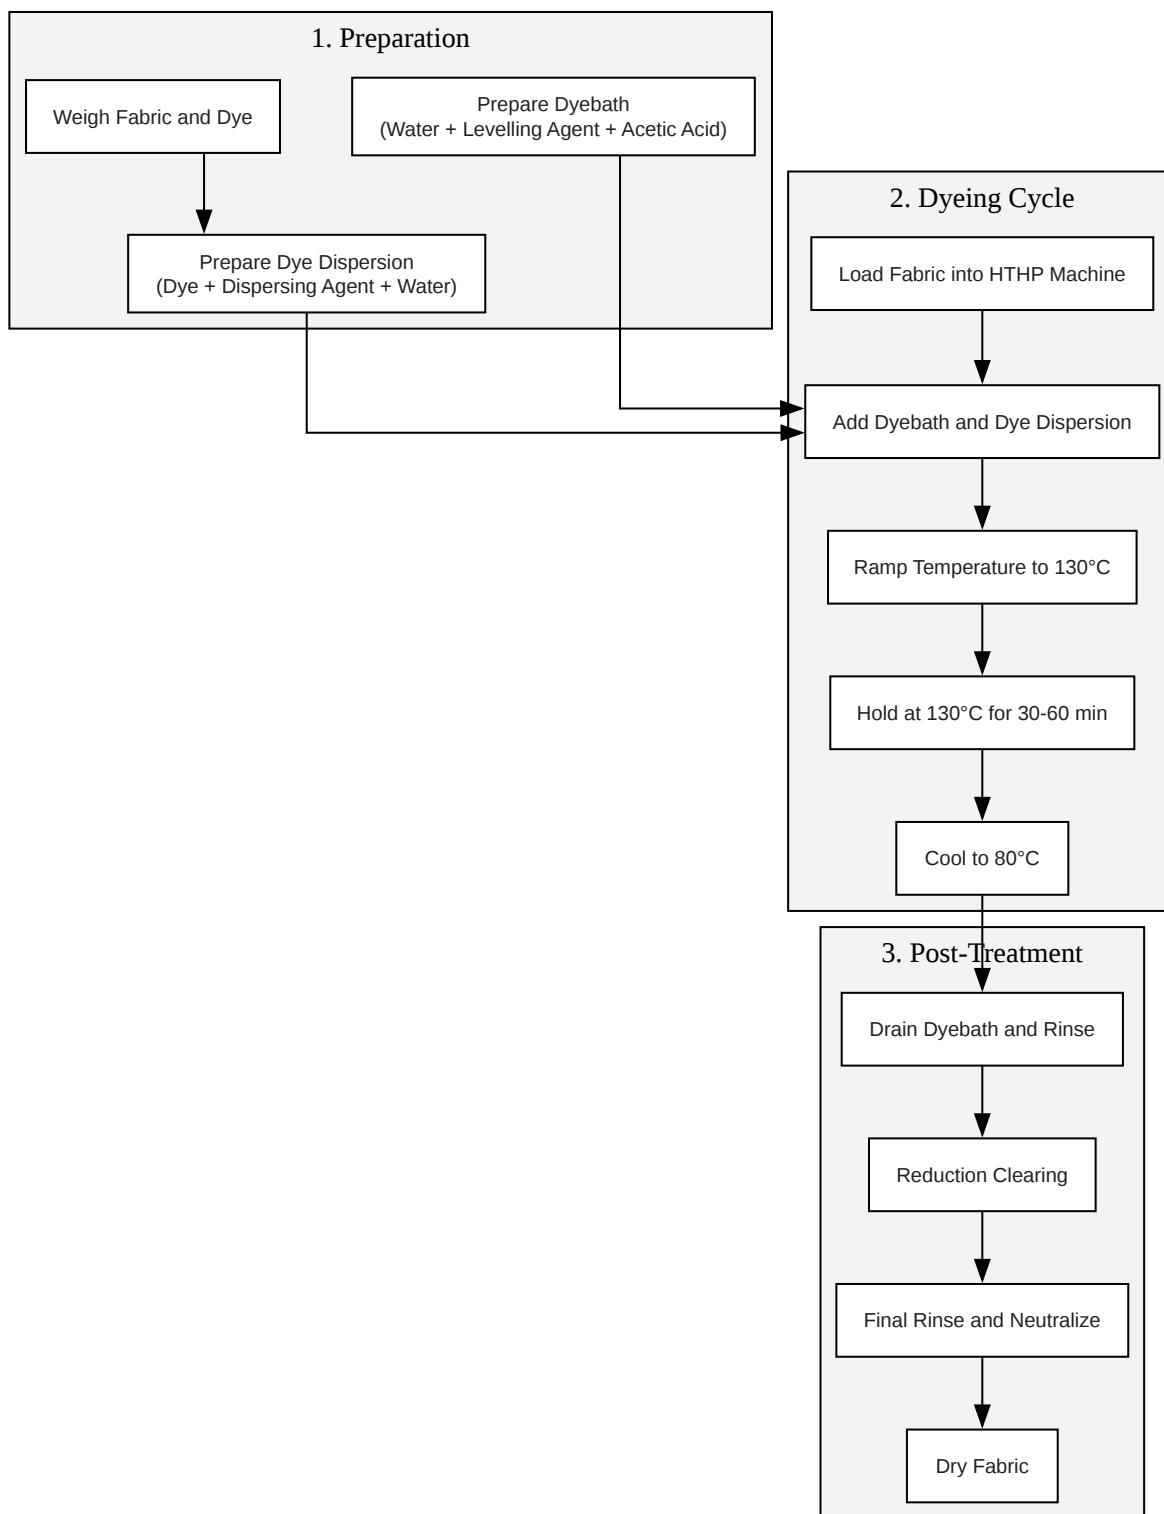 1. Preparation
Weigh Fabric and Dye
Prepare Dyebath
(Water + Levelling Agent + Acetic Acid)
Prepare Dye Dispersion
(Dye + Dispersing Agent + Water)
2. Dyeing Cycle
Load Fabric into HTHP Machine
Add Dyebath and Dye Dispersion
Ramp Temperature to 130°C
Hold at 130°C for 30-60 min
Cool to 80°C
3. Post-Treatment
Drain Dyebath and Rinse
Reduction Clearing
Final Rinse and Neutralize
Dry Fabric